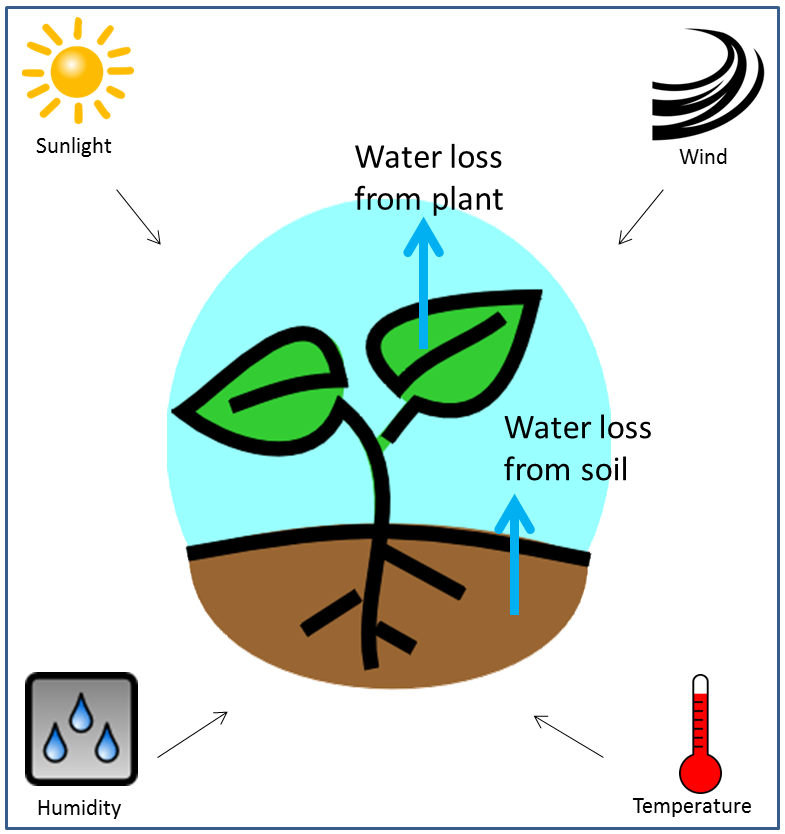 Sunlight
Wind
Water loss
from plant
Water loss
from soil
Humidity
Temperature